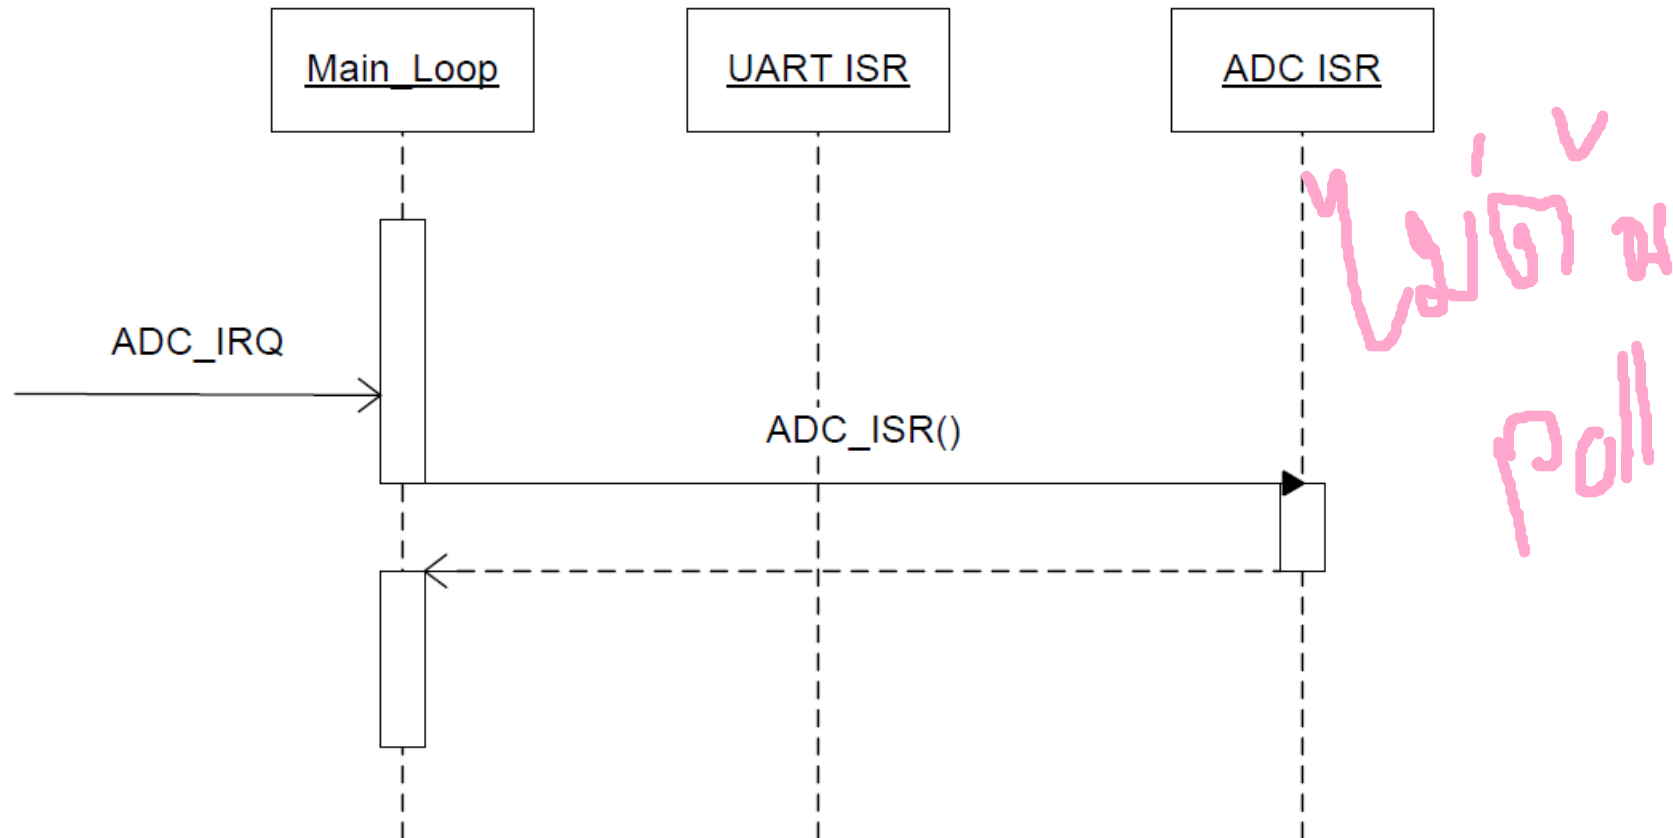 Main_Loop
UART ISR
ADC ISR
ADC_IRQ
ADC_ISR()
ไม่ต้อง
poll